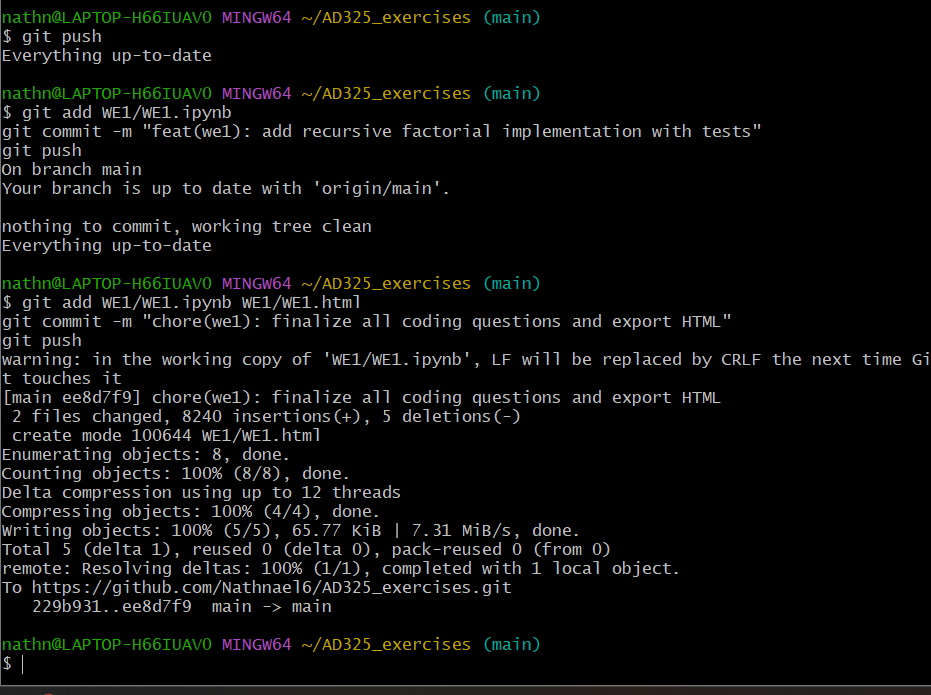 nathn@LAPTOP-H66IUAVO MINGW64 ~/AD325_exercises (main)
$ git push
Everything up-to-date
nathn@LAPTOP-H66IUAVO MINGW64 ~/AD325_exercises (main)
$ git add WE1/WE1.ipynb
git commit -m "feat(we1): add recursive factorial implementation with tests"
git push
On branch main
Your branch is up to date with 'origin/main'.
nothing to commit, working tree clean
Everything up-to-date
nathn@LAPTOP-H66IUAVO MINGW64 ~/AD325_exercises (main)
$ git add WE1/WE1.ipynb WE1/WE1.html
git commit -m "chore(we1): finalize all coding questions and export HTML"
git push
warning: in the working copy of 'WE1/WE1.ipynb', LF will be replaced by CRLF the next time Gi
t touches it
[main ee8d7f9] chore(we1): finalize all coding questions and export HTML
 2 files changed, 8240 insertions(+), 5 deletions(-)
 create mode 100644 WE1/WE1.html
Enumerating objects: 8, done.
Counting objects: 100% (8/8), done.
Delta compression using up to 12 threads
Compressing objects: 100% (4/4), done.
Writing objects: 100% (5/5), 65.77 KiB | 7.31 MiB/s, done.
Total 5 (delta 1), reused 0 (delta 0), pack-reused 0 (from 0)
remote: Resolving deltas: 100% (1/1), completed with 1 local object.
To https://github.com/Nathnael6/AD325_exercises.git
   229b931..ee8d7f9  main -> main
nathn@LAPTOP-H66IUAVO MINGW64 ~/AD325_exercises (main)
$